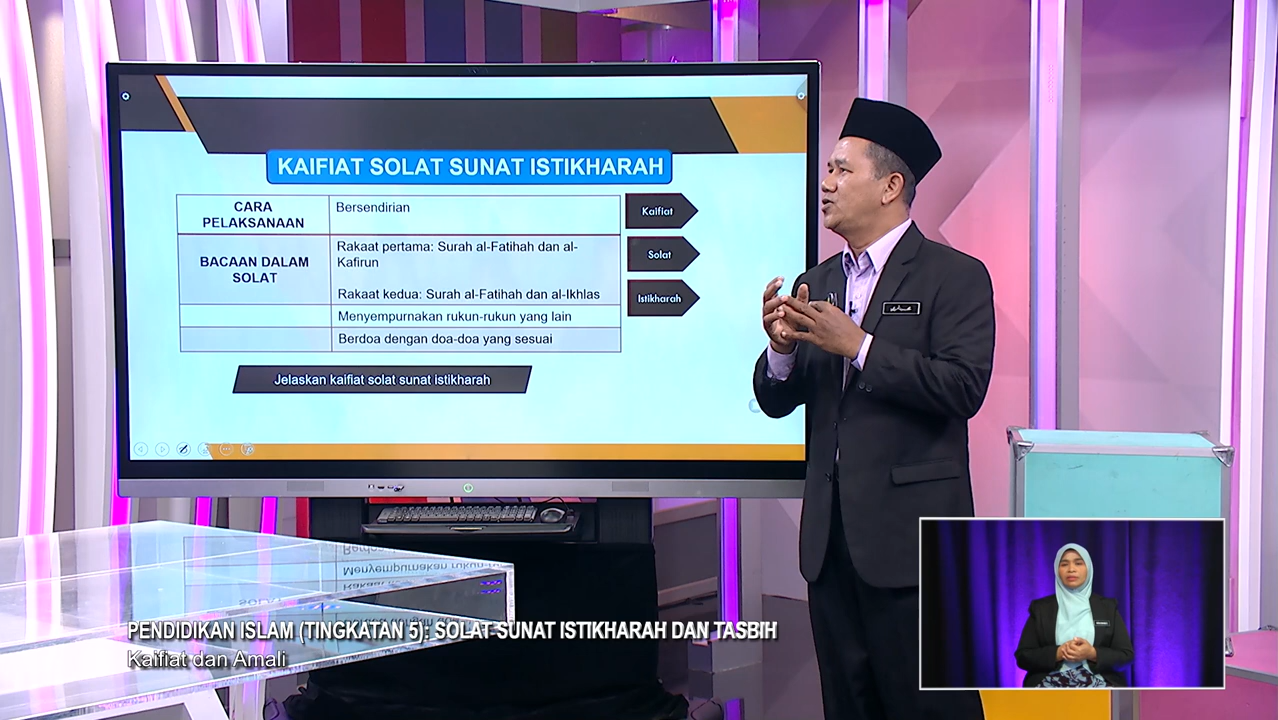 KAIFIAT SOLAT SUNAT ISTIKHARAH
CARA
PELAKSANAAN
Bersendirian
BACAAN DALAM
SOLAT
Rakaat pertama: Surah al-Fatihah dan al-
Kafirun
Rakaat kedua: Surah al-Fatihah dan al-Ikhlas
Menyempurnakan rukun-rukun yang lain
Berdoa dengan doa-doa yang sesuai
Kaifiat
Solat
Istikharah
Jelaskan kaifiat solat sunat istikharah
PENDIDIKAN ISLAM (TINGKATAN 5): SOLAT SUNAT ISTIKHARAH DAN TASBIH
Kaifiat dan Amali